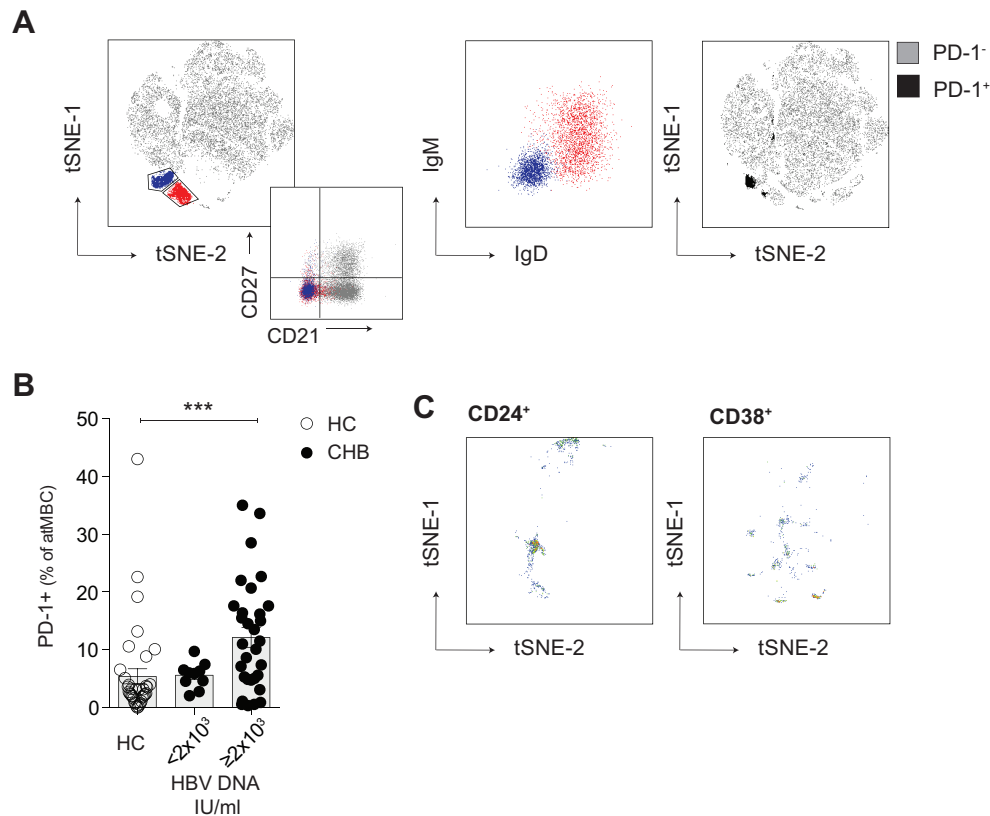 A
tSNE-1
tSNE-2
CD27
CD21
IgM
IgD
tSNE-1
tSNE-2
PD-1⁻
PD-1⁺
B
PD-1+ (% of atMBC)
50
40
30
20
10
0
***
HC
CHB
HC
<2x10³
≥2x10³
HBV DNA
IU/ml
C
CD24⁺
tSNE-1
tSNE-2
CD38⁺
tSNE-1
tSNE-2